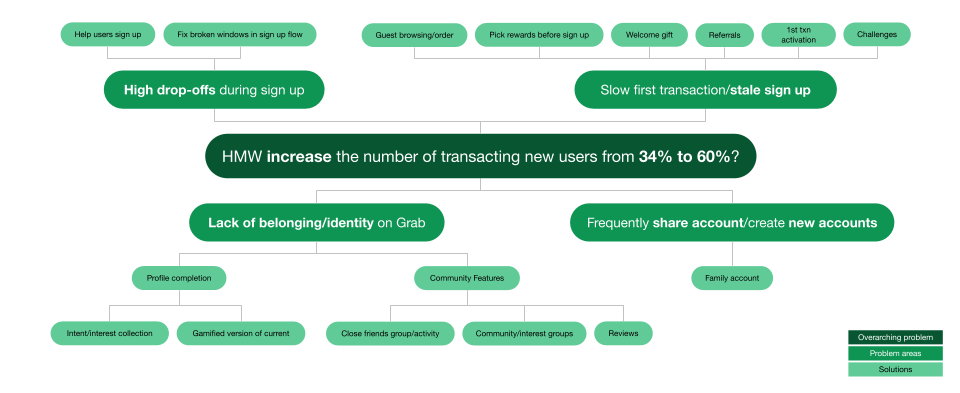 Help users sign up
Fix broken windows in sign up flow
Guest browsing/order
Pick rewards before sign up
Welcome gift
Referrals
1st txn
activation
Challenges
High drop-offs during sign up
Slow first transaction/stale sign up
HMW increase the number of transacting new users from 34% to 60%?
Lack of belonging/identity on Grab
Frequently share account/create new accounts
Profile completion
Community Features
Family account
Intent/interest collection
Gamified version of current
Close friends group/activity
Community/interest groups
Reviews
Overarching problem
Problem areas
Solutions